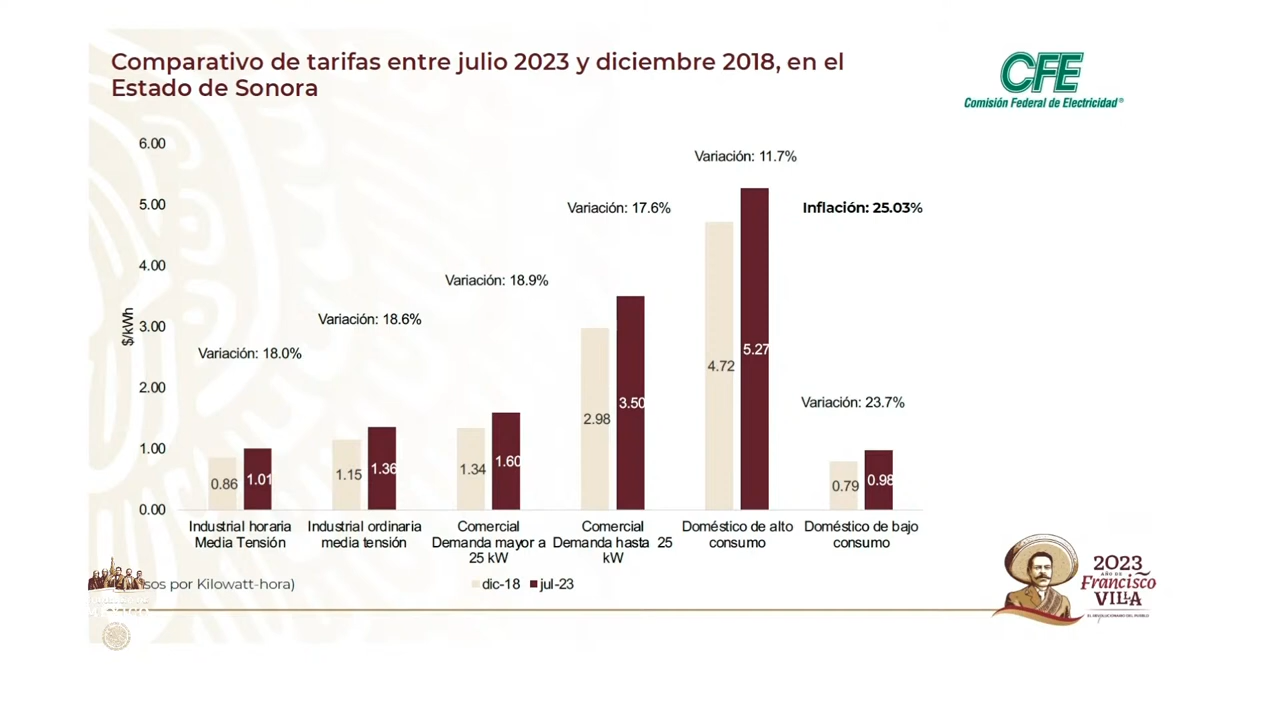 Comparativo de tarifas entre julio 2023 y diciembre 2018, en el
Estado de Sonora
CFE
Comisión Federal de Electricidad®
6.00
5.00
4.00
3.00
2.00
1.00
0.00
$/kWh
Variación: 18.0%
Variación: 18.6%
Variación: 18.9%
Variación: 17.6%
Variación: 11.7%
Inflación: 25.03%
Variación: 23.7%
0.86
1.01
1.15
1.36
1.34
1.60
2.98
3.50
4.72
5.27
0.79
0.98
Industrial horaria
Media Tensión
Industrial ordinaria
media tensión
Comercial
Demanda mayor a
25 kW
Comercial
Demanda hasta 25
kW
Doméstico de alto
consumo
Doméstico de bajo
consumo
sos por Kilowatt-hora)
dic-18
jul-23
2023
AÑO DE
Francisco
VILLA
EL REVOLUCIONARIO DEL PUEBLO